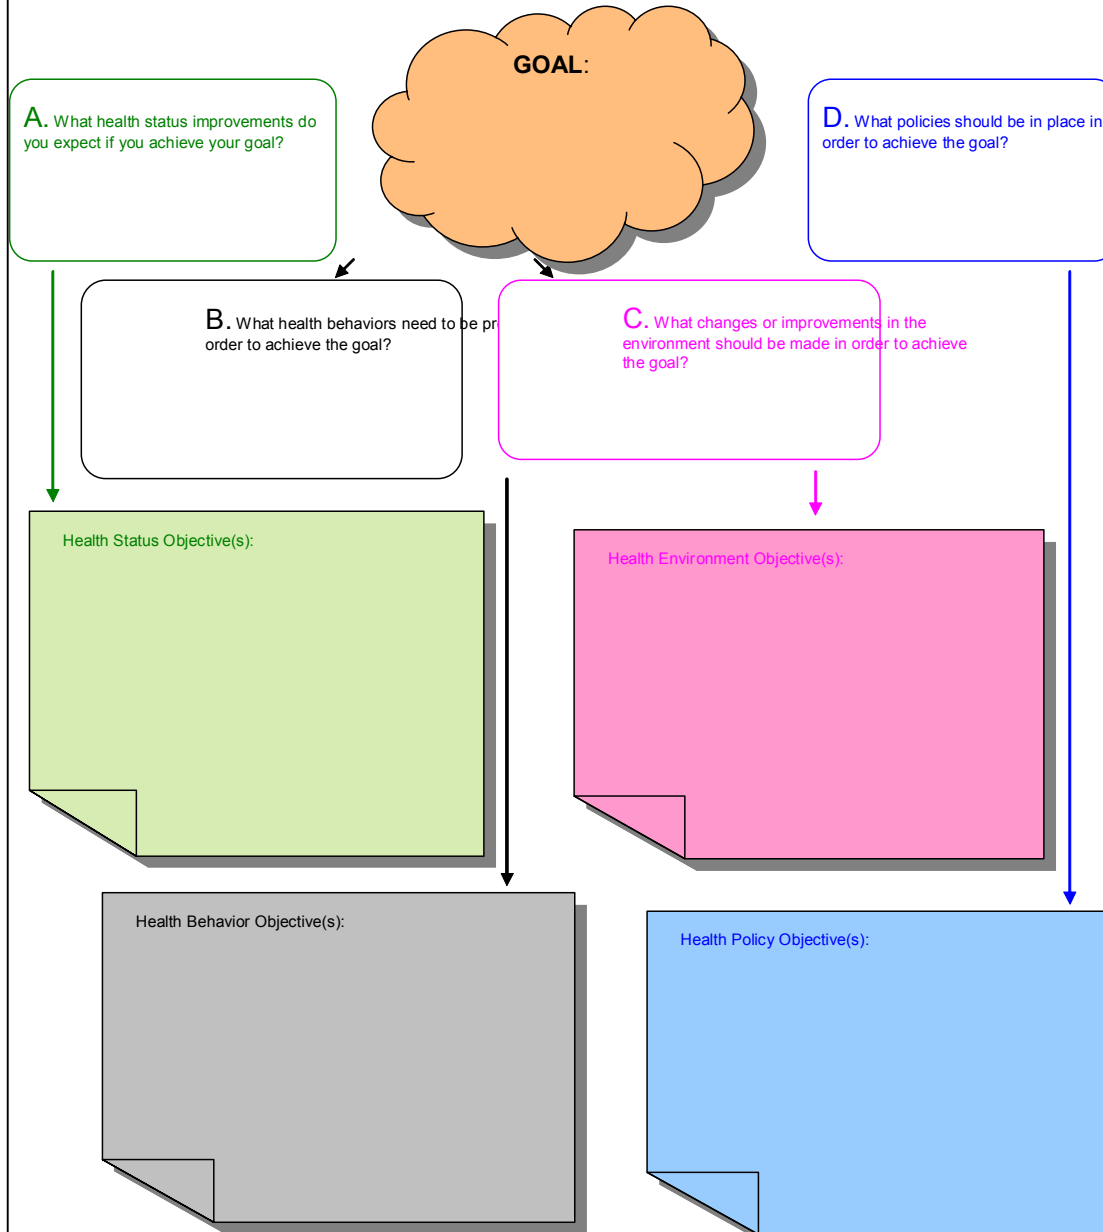 GOAL:
A. What health status improvements do
you expect if you achieve your goal?
D. What policies should be in place in
order to achieve the goal?
B. What health behaviors need to be
order to achieve the goal?
C. What changes or improvements in the
environment should be made in order to achieve
the goal?
Health Status Objective(s):
Health Environment Objective(s):
Health Behavior Objective(s):
Health Policy Objective(s):